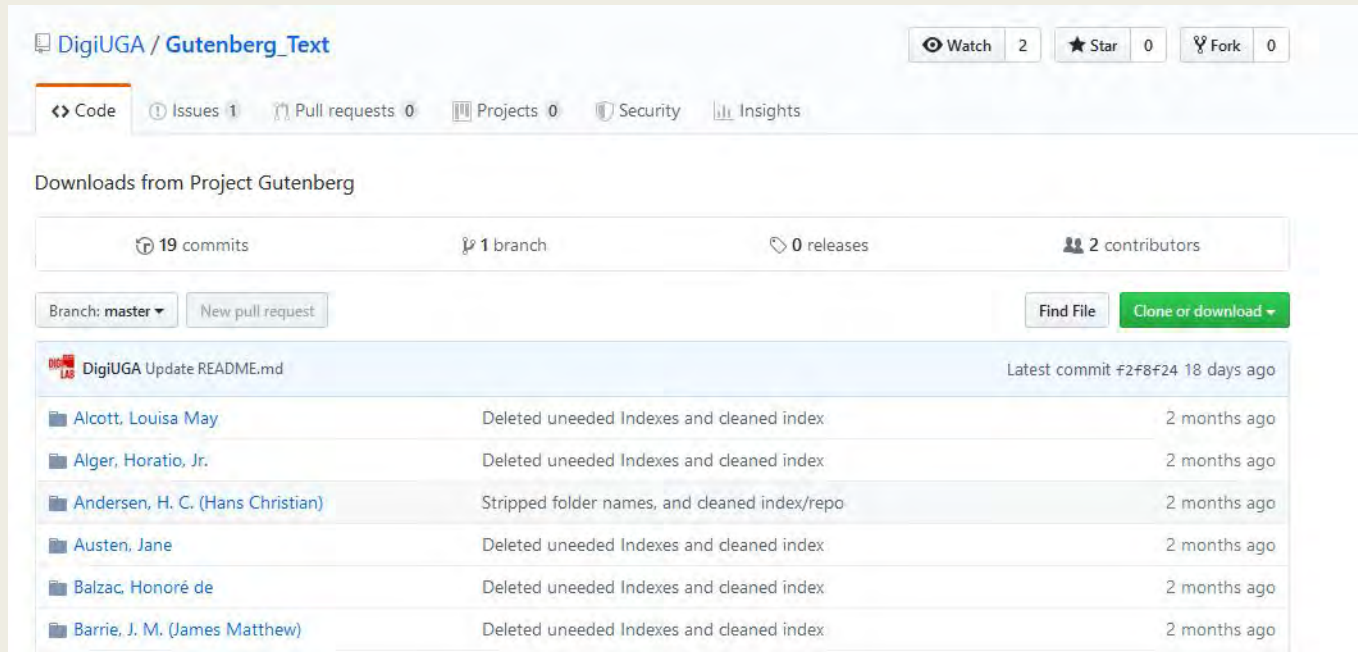 DigiUGA / Gutenberg_Text Watch 2 Star 0 Fork 0
Code Issues 1 Pull requests 0 Projects 0 Security Insights
Downloads from Project Gutenberg
19 commits 1 branch 0 releases 2 contributors
Branch: master New pull request Find File Clone or download
DIGI LAB DigiUGA Update README.md Latest commit f2f8f24 18 days ago
Alcott, Louisa May Deleted uneeded Indexes and cleaned index 2 months ago
Alger, Horatio, Jr. Deleted uneeded Indexes and cleaned index 2 months ago
Andersen, H. C. (Hans Christian) Stripped folder names, and cleaned index/repo 2 months ago
Austen, Jane Deleted uneeded Indexes and cleaned index 2 months ago
Balzac, Honoré de Deleted uneeded Indexes and cleaned index 2 months ago
Barrie, J. M. (James Matthew) Deleted uneeded Indexes and cleaned index 2 months ago